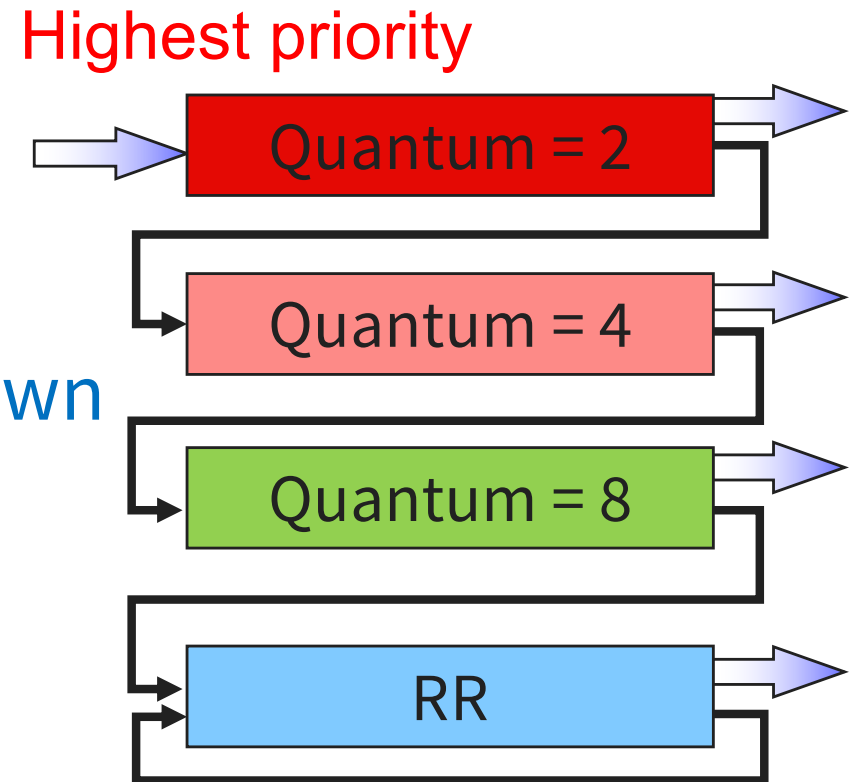 Highest priority
Quantum = 2
Quantum = 4
wn
Quantum = 8
RR